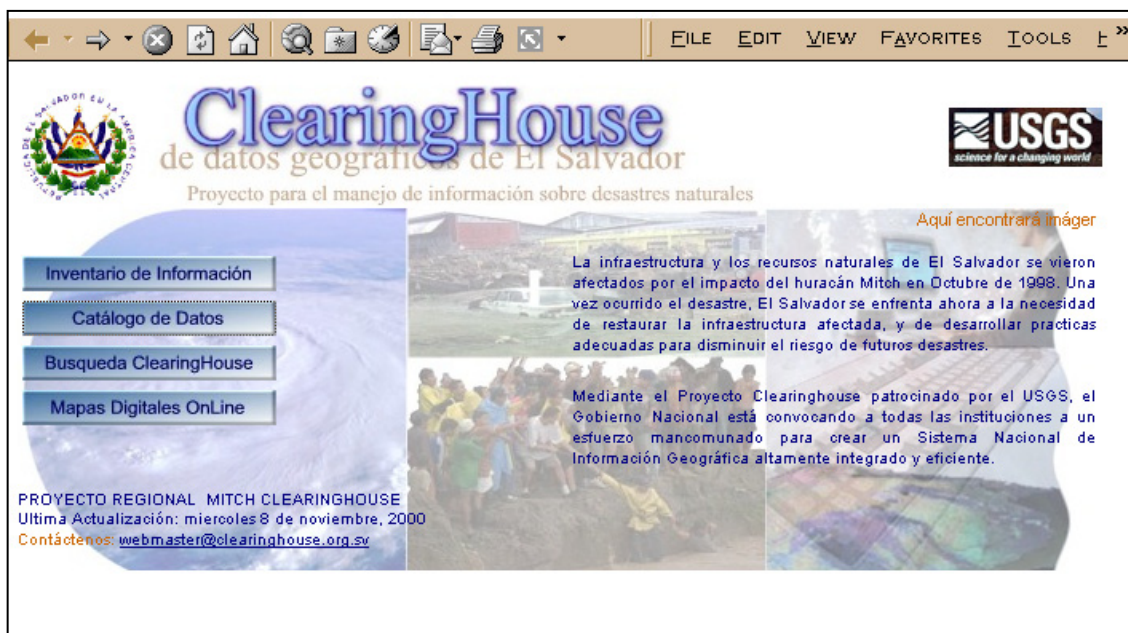 FILE EDIT VIEW FAVORITES TOOLS »
ClearingHouse
de datos geográficos de El Salvador
Proyecto para el manejo de información sobre desastres naturales
USGS
science for a changing world
Aquí encontrará imáger
Inventario de Información
Catálogo de Datos
Busqueda ClearingHouse
Mapas Digitales OnLine
La infraestructura y los recursos naturales de El Salvador se vieron
afectados por el impacto del huracán Mitch en Octubre de 1998. Una
vez ocurrido el desastre, El Salvador se enfrenta ahora a la necesidad
de restaurar la infraestructura afectada, y de desarrollar practicas
adecuadas para disminuir el riesgo de futuros desastres.
Mediante el Proyecto Clearinghouse patrocinado por el USGS, el
Gobierno Nacional está convocando a todas las instituciones a un
esfuerzo mancomunado para crear un Sistema Nacional de
Información Geográfica altamente integrado y eficiente.
PROYECTO REGIONAL MITCH CLEARINGHOUSE
Ultima Actualización: miercoles 8 de noviembre, 2000
Contáctenos: webmaster@clearinghouse.org.sv